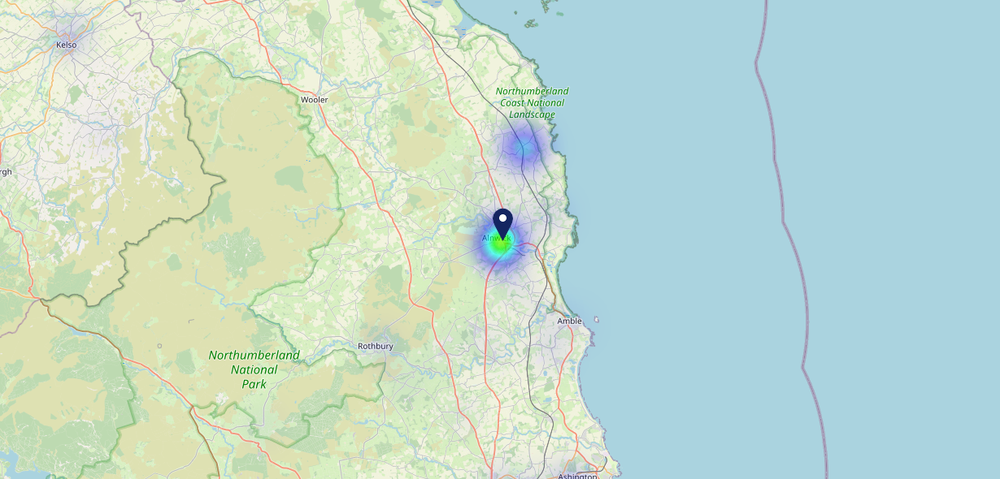 Kelso
Northumberland
Coast National
Landscape
Wooler
rgh
Alnwick
Amble
Rothbury
Northumberland
National
Park
Ashington